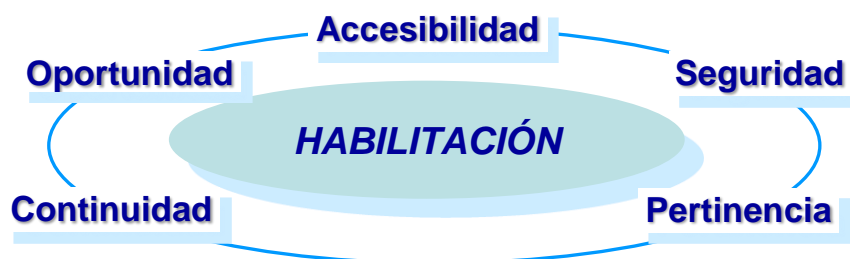 Accesibilidad
Oportunidad
Seguridad
HABILITACIÓN
Continuidad
Pertinencia